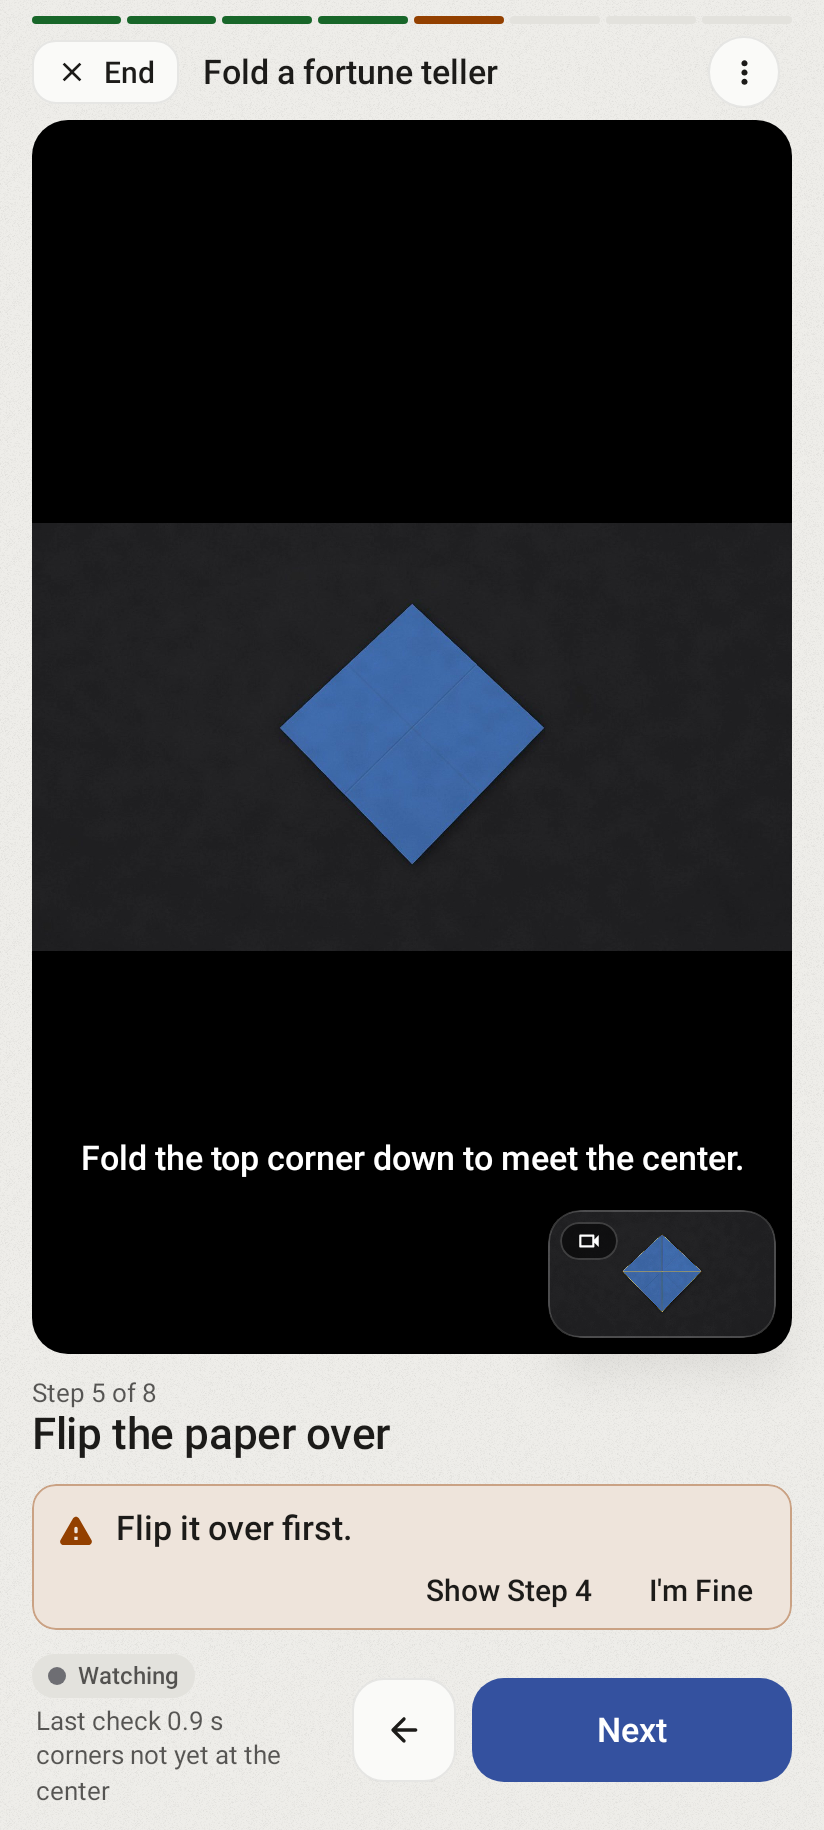 End
Fold a fortune teller
Fold the top corner down to meet the center.
Step 5 of 8
Flip the paper over
Flip it over first.
Show Step 4
I'm Fine
Watching
Last check 0.9 s
corners not yet at the
center
Next